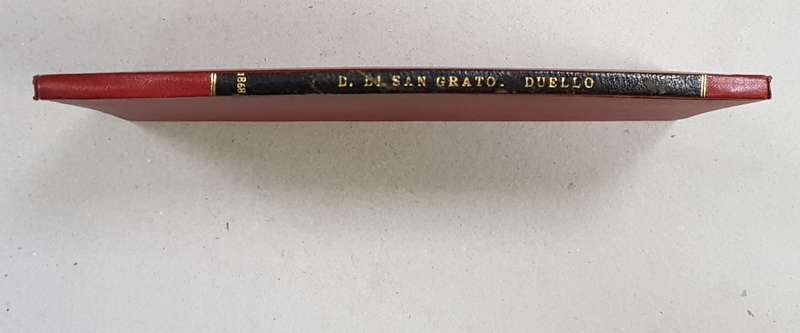 1868
D. DI SAN GRATO. DUELLO